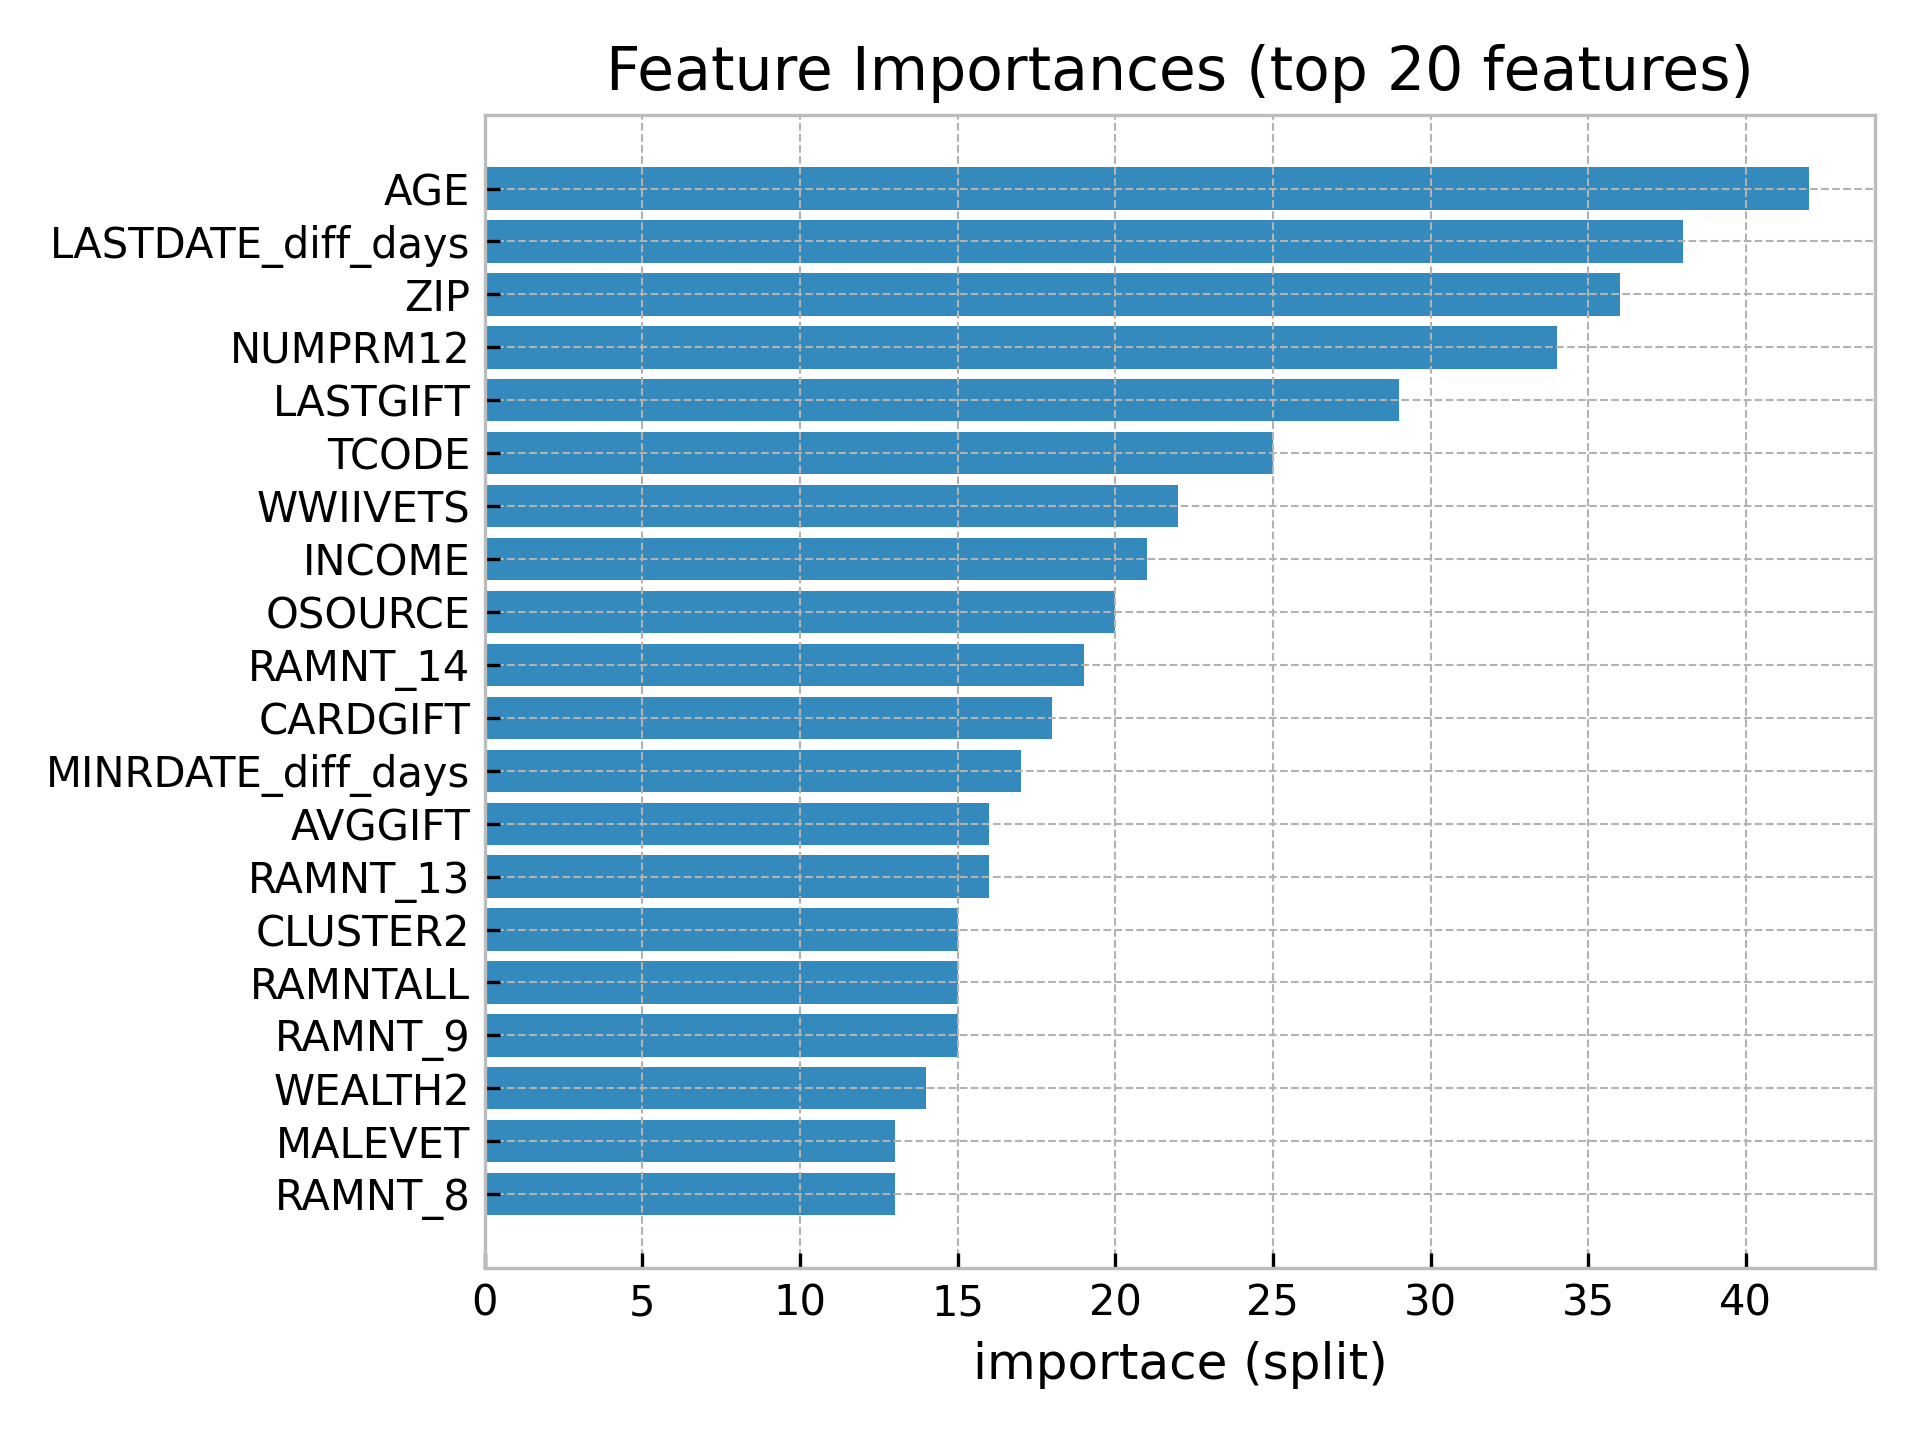 Feature Importances (top 20 features)
AGE
LASTDATE_diff_days
ZIP
NUMPRM12
LASTGIFT
TCODE
WWIIVETS
INCOME
OSOURCE
RAMNT_14
CARDGIFT
MINRDATE_diff_days
AVGGIFT
RAMNT_13
CLUSTER2
RAMNTALL
RAMNT_9
WEALTH2
MALEVET
RAMNT_8
0 5 10 15 20 25 30 35 40
importace (split)